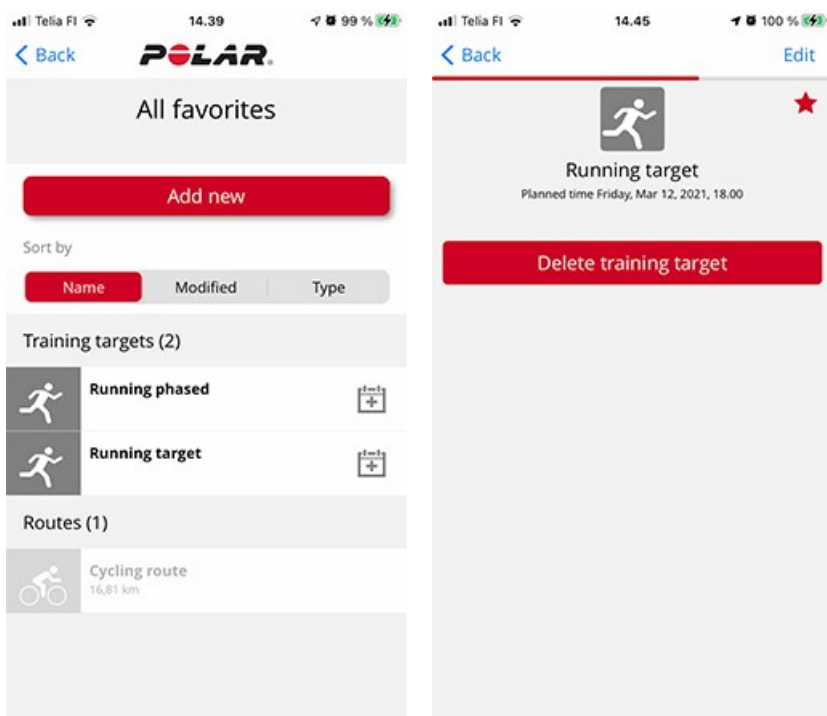 Telia FI 14.39 99 %
Back POLAR.
All favorites
Add new
Sort by
Name Modified Type
Training targets (2)
Running phased
Running target
Routes (1)
Cycling route
16,81 km
Telia FI 14.45 100 %
Back Edit
Running target
Planned time Friday, Mar 12, 2021, 18.00
Delete training target